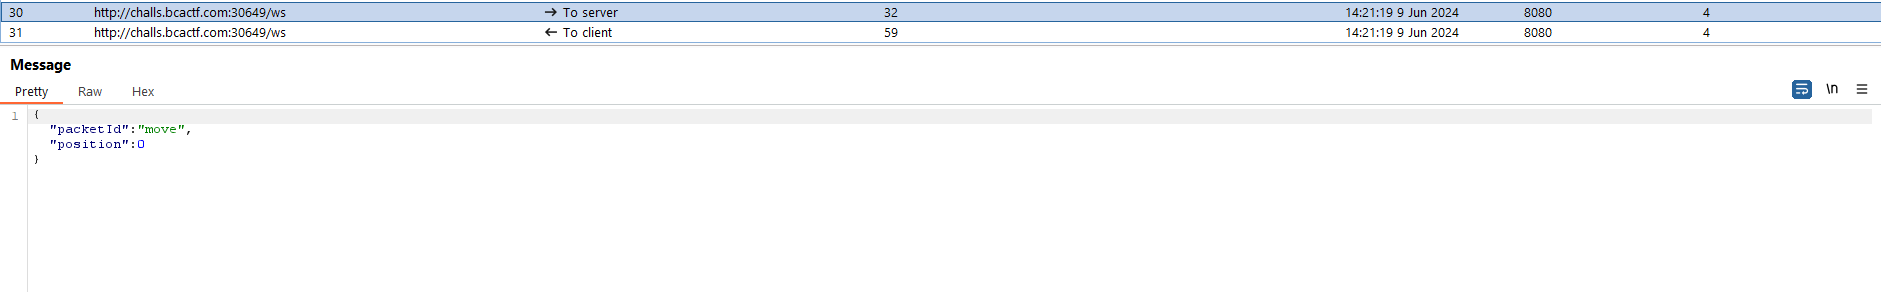 30 http://challs.bcactf.com:30649/ws → To server 32 14:21:19 9 Jun 2024 8080 4
31 http://challs.bcactf.com:30649/ws ← To client 59 14:21:19 9 Jun 2024 8080 4
Message
Pretty Raw Hex
\n
1 {
"packetId":"move",
"position":0
}